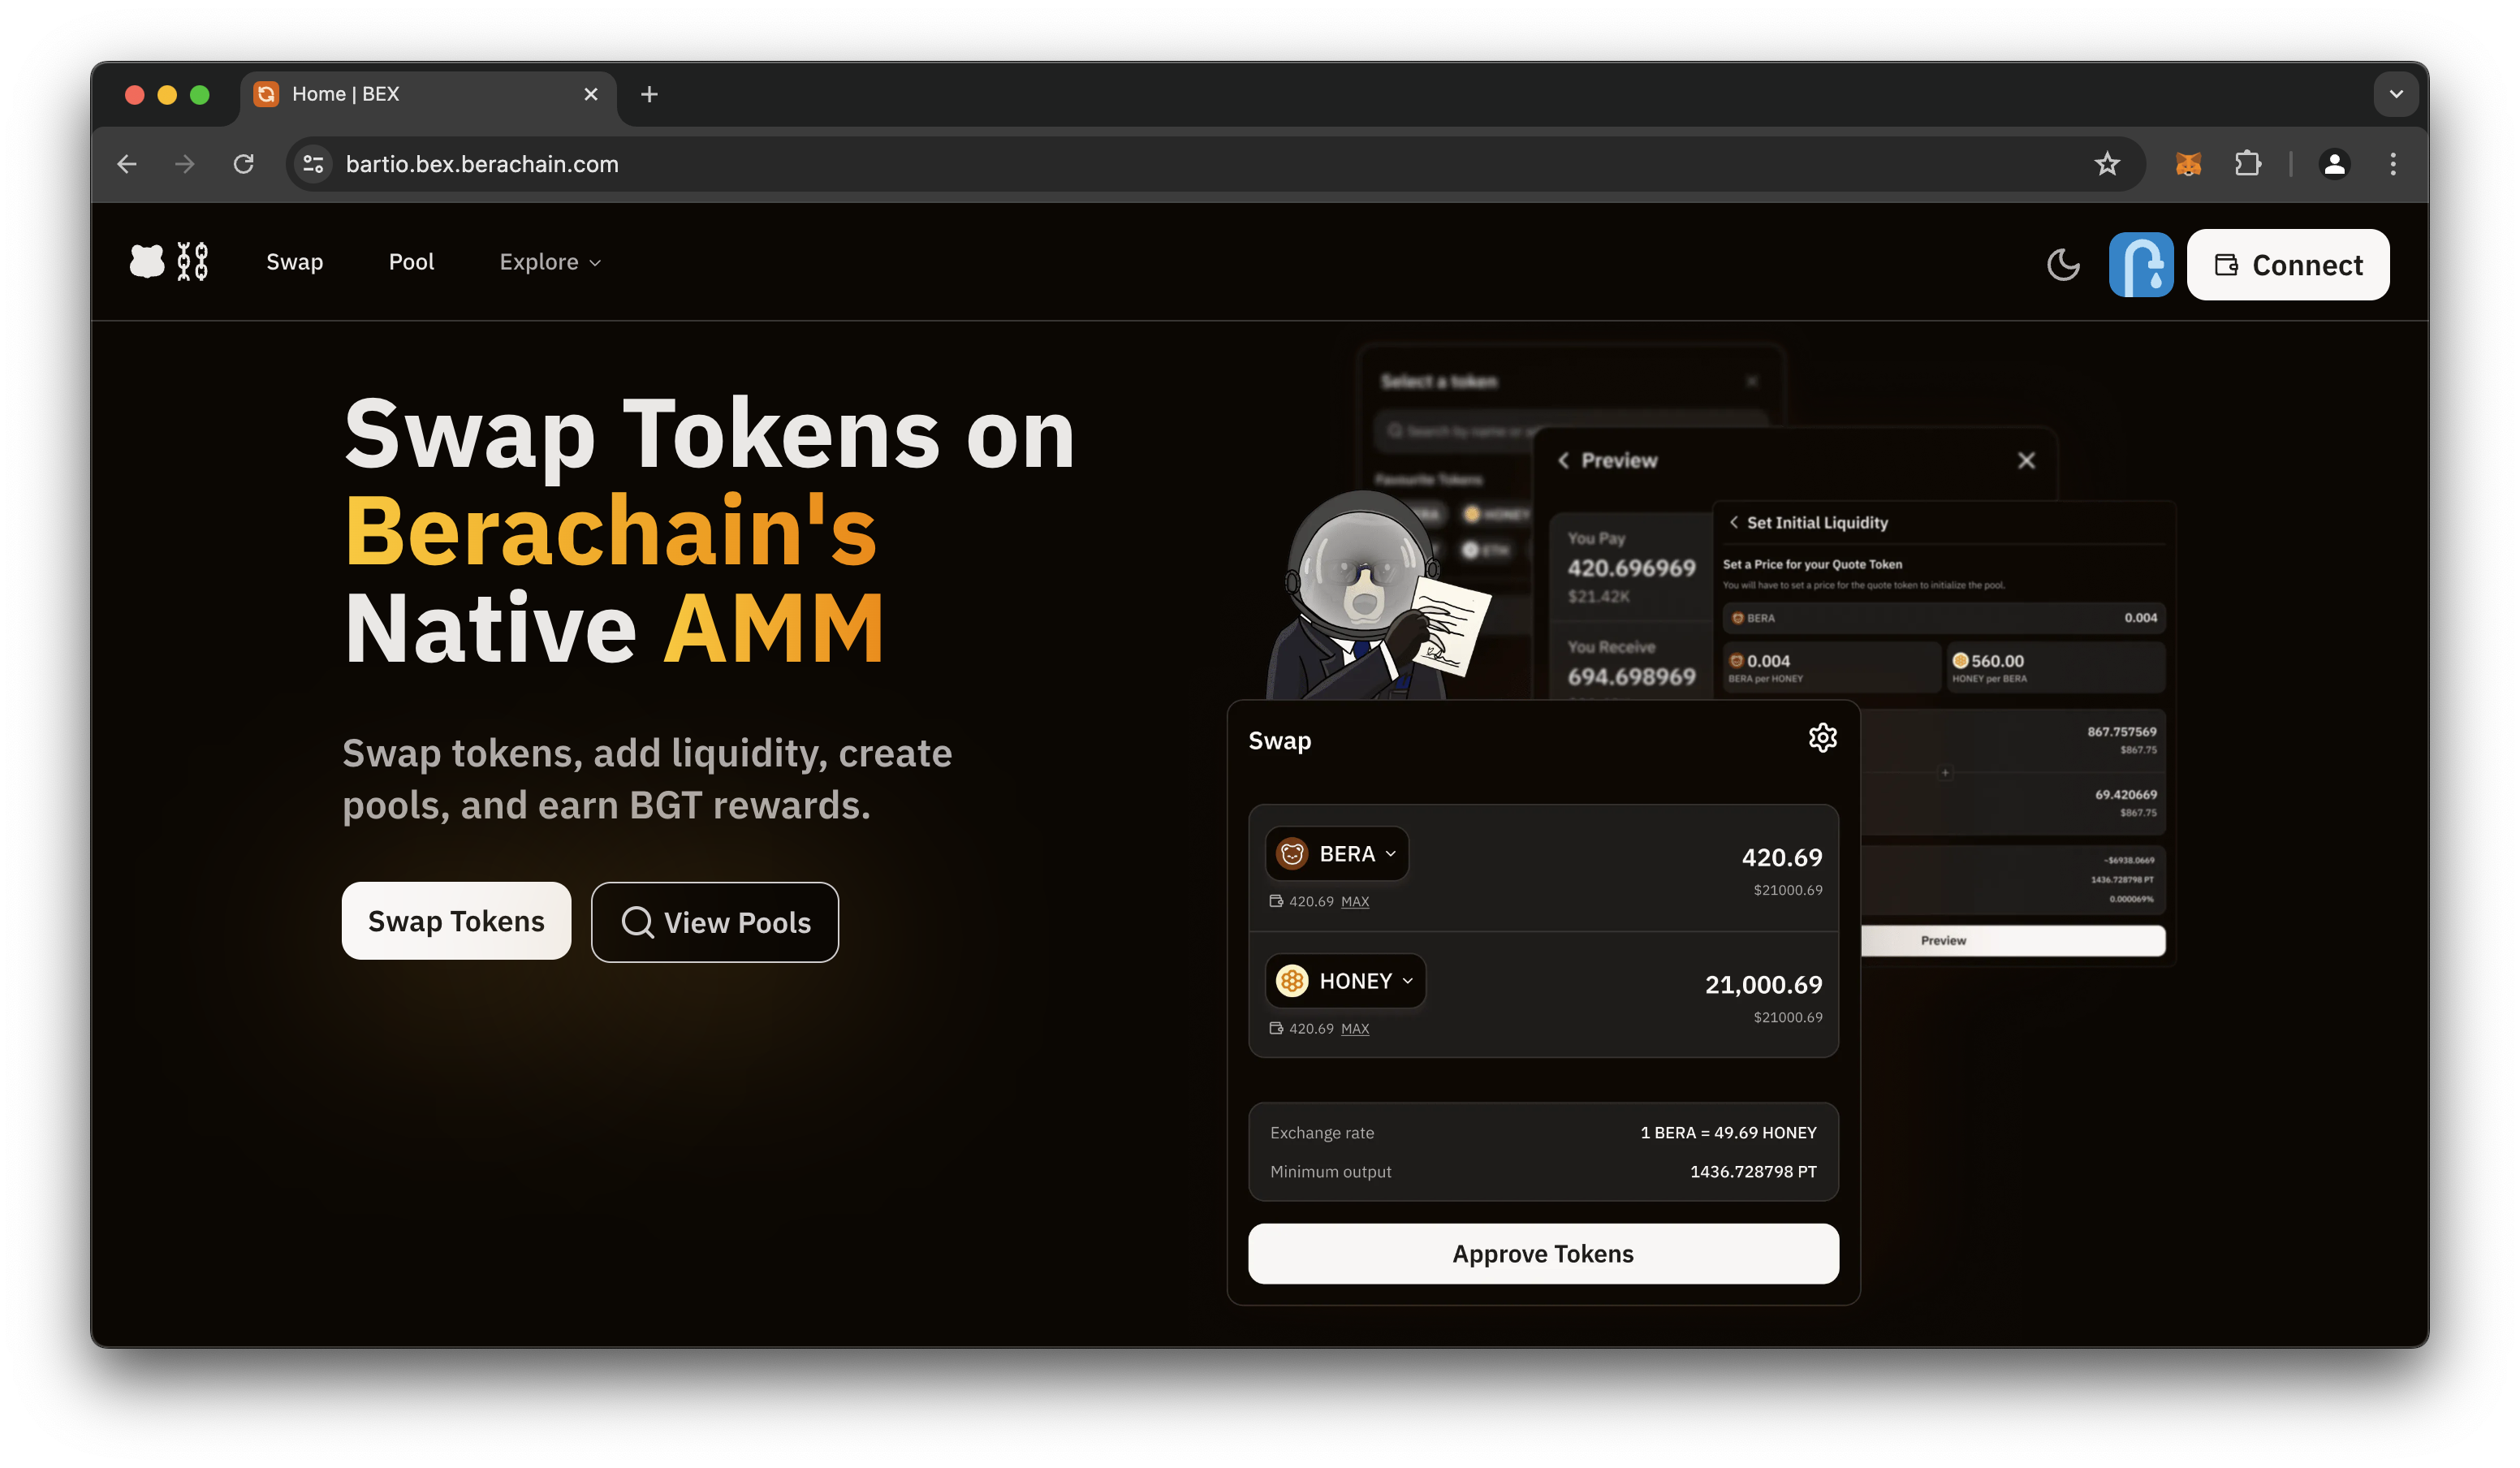 Home | BEX
bartio.bex.berachain.com
Swap
Pool
Explore
Connect
Swap Tokens on
Berachain's
Native AMM
Swap tokens, add liquidity, create
pools, and earn BGT rewards.
Swap Tokens
View Pools
Select a token
Search by name or
Favourite Tokens
HONEY
ETH
Preview
You Pay
420.696969
$21.42K
You Receive
694.698969
Set Initial Liquidity
Set a Price for your Quote Token
You will have to set a price for the quote token to initialize the pool.
BERA
0.004
0.004
BERA per HONEY
560.00
HONEY per BERA
867.757569
$867.75
69.420669
$867.75
~$6938.0669
1436.728798 PT
0.000069%
Preview
Swap
BERA
420.69
420.69 MAX
$21000.69
HONEY
21,000.69
420.69 MAX
$21000.69
Exchange rate
1 BERA = 49.69 HONEY
Minimum output
1436.728798 PT
Approve Tokens